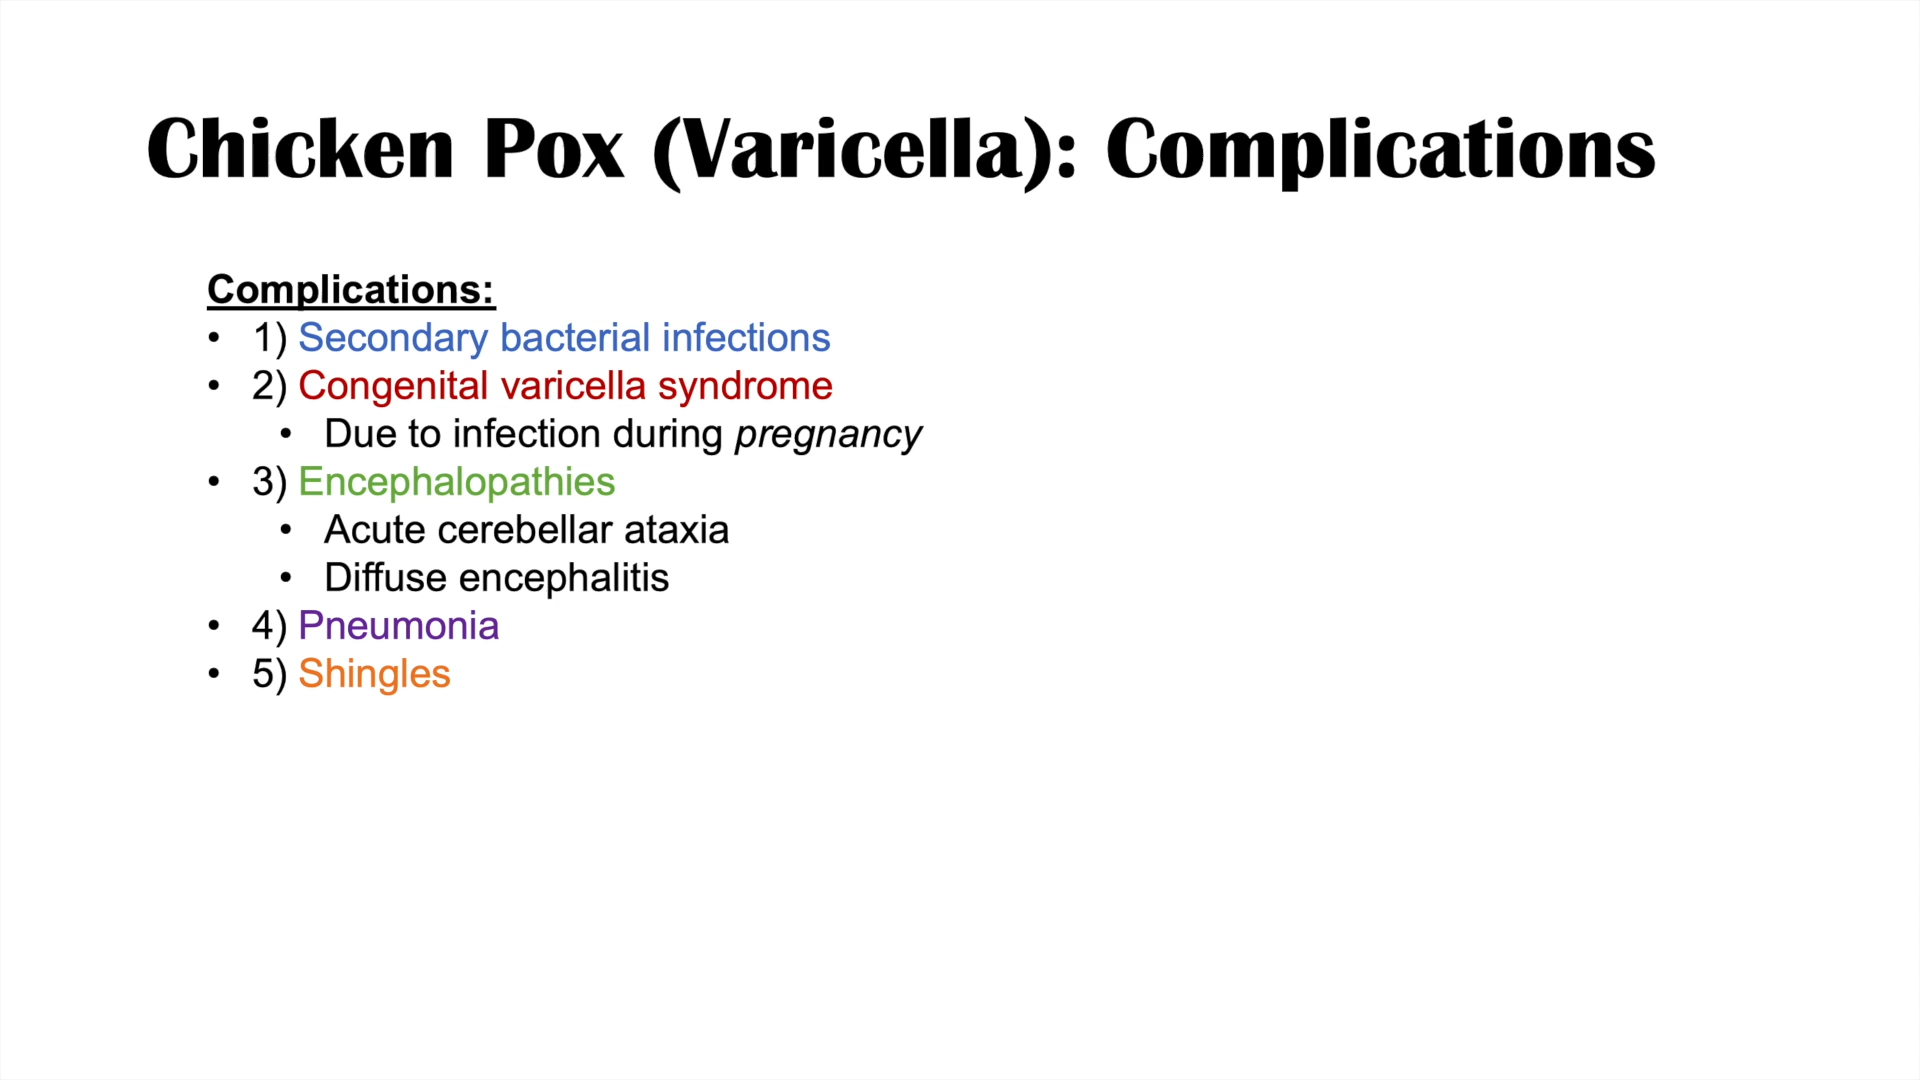 Chicken Pox (Varicella): Complications
Complications:
• 1) Secondary bacterial infections
• 2) Congenital varicella syndrome
• Due to infection during pregnancy
• 3) Encephalopathies
• Acute cerebellar ataxia
• Diffuse encephalitis
• 4) Pneumonia
• 5) Shingles